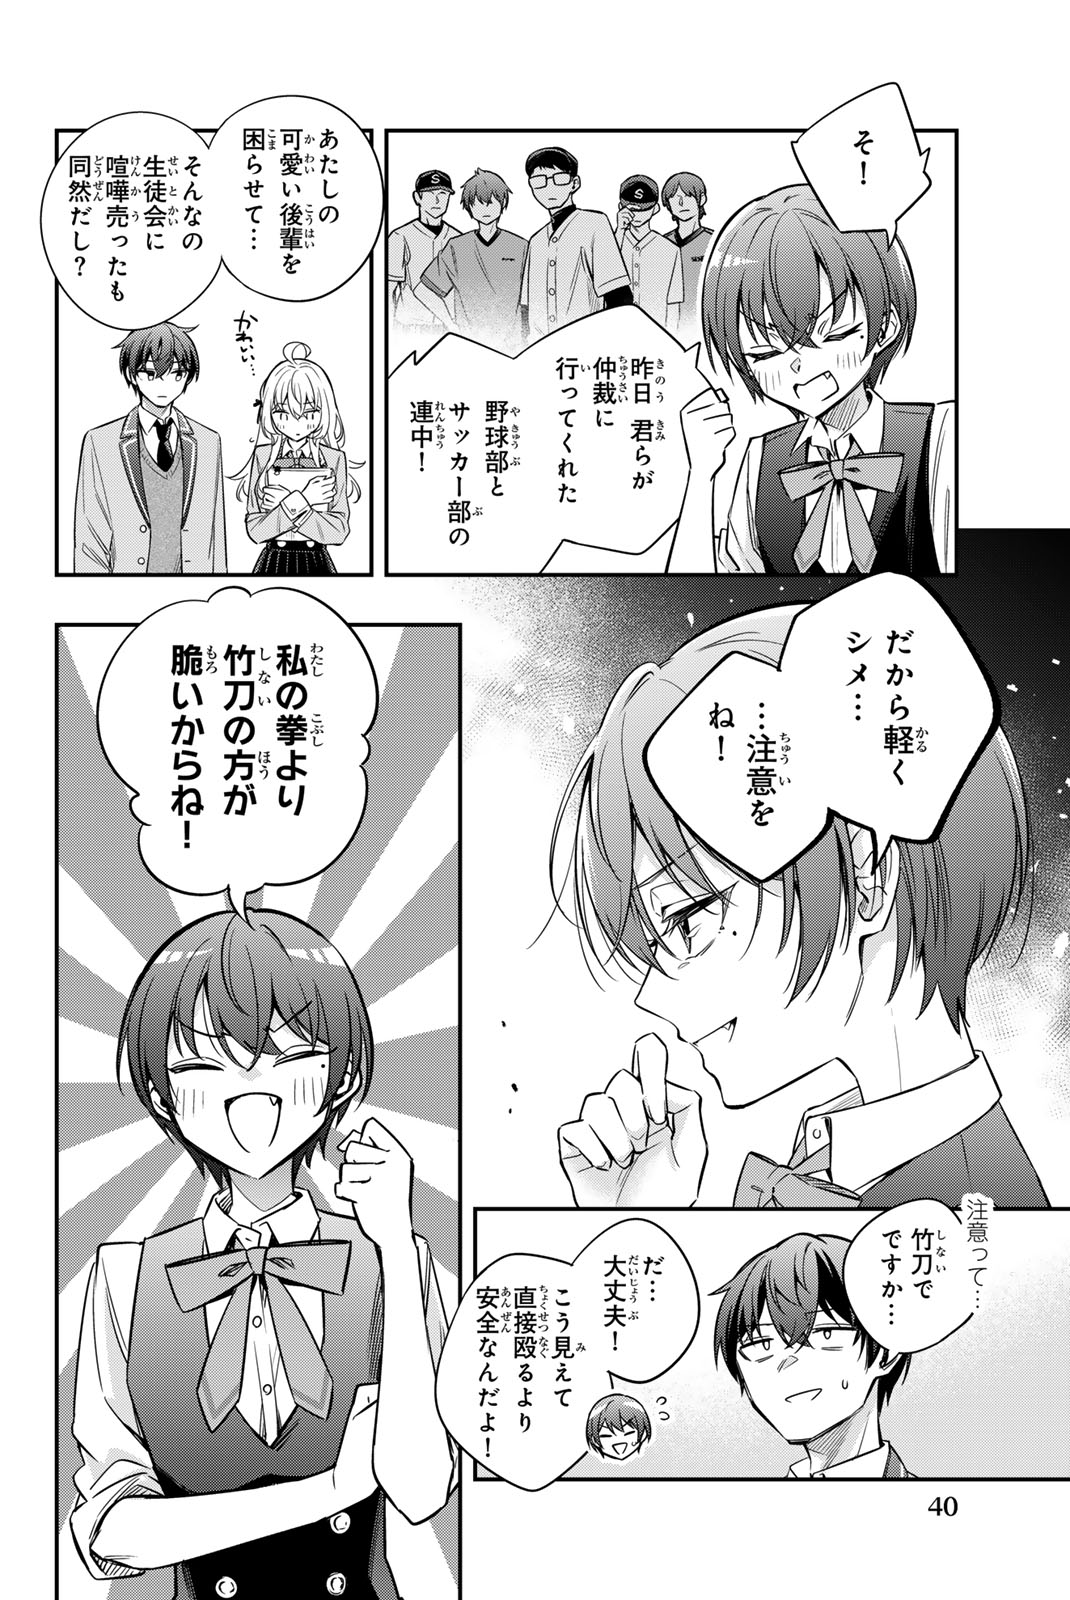 そ！
昨日 君らが
仲裁に
行ってくれた
野球部と
サッカー部の
連中！
あたしの
可愛い後輩を
困らせて…
そんなの
生徒会に
喧嘩売ったも
同然だし？
かわいい…
だから軽く
シメ…
…注意を
ね！
注意って…
竹刀で
ですか…
だ…
大丈夫！
こう見えて
直接殴るより
安全なんだよ！
私の拳より
竹刀の方が
脆いからね！
40